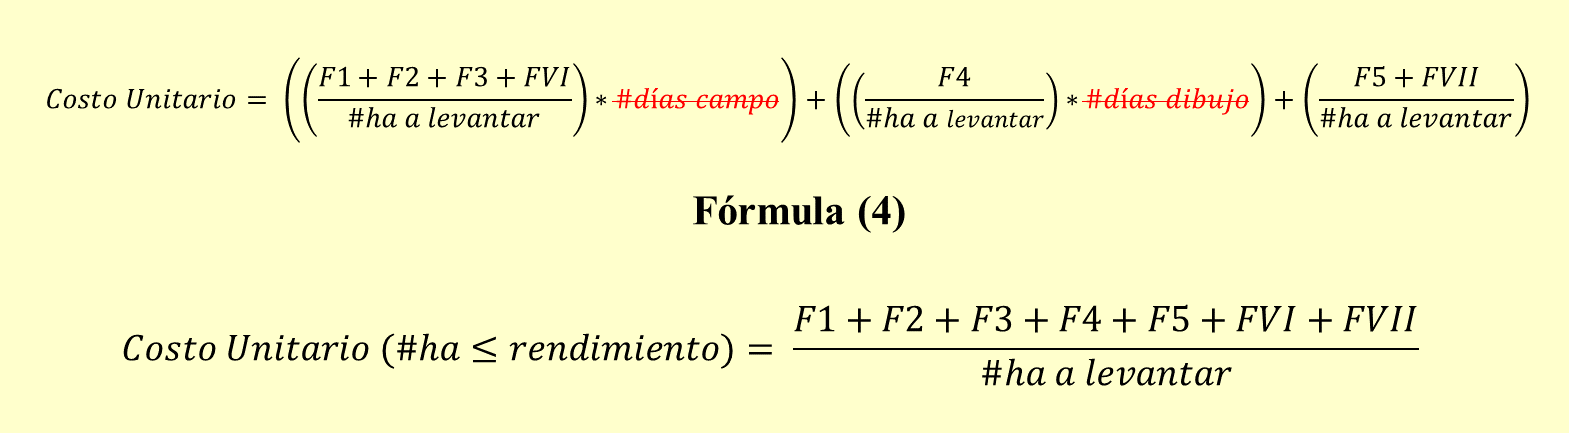 Costo Unitario = ((F1 + F2 + F3 + FVI / #ha a levantar) * #días campo) + ((F4 / #ha a levantar) * #días dibujo) + (F5 + FVII / #ha a levantar)
Fórmula (4)
Costo Unitario (#ha ≤ rendimiento) = F1 + F2 + F3 + F4 + F5 + FVI + FVII / #ha a levantar